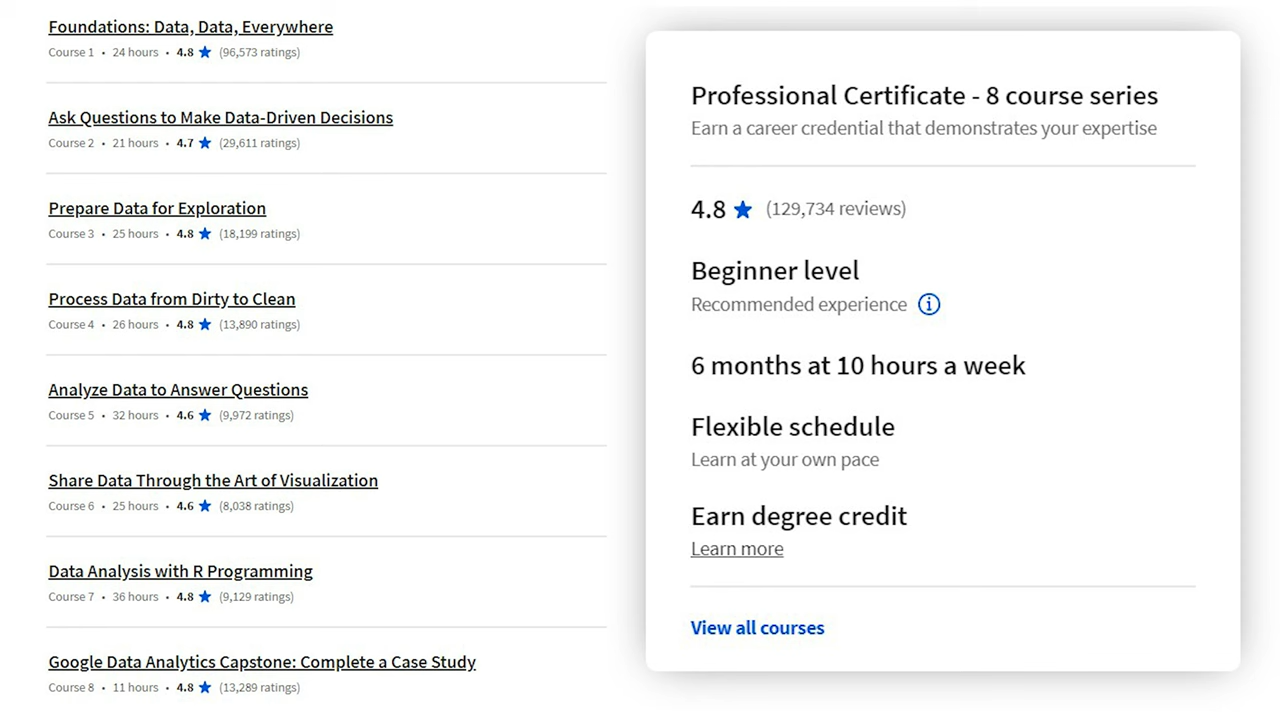 Foundations: Data, Data, Everywhere
Course 1 • 24 hours • 4.8 ★ (96,573 ratings)
Ask Questions to Make Data-Driven Decisions
Course 2 • 21 hours • 4.7 ★ (29,611 ratings)
Prepare Data for Exploration
Course 3 • 25 hours • 4.8 ★ (18,199 ratings)
Process Data from Dirty to Clean
Course 4 • 26 hours • 4.8 ★ (13,890 ratings)
Analyze Data to Answer Questions
Course 5 • 32 hours • 4.6 ★ (9,972 ratings)
Share Data Through the Art of Visualization
Course 6 • 25 hours • 4.6 ★ (8,038 ratings)
Data Analysis with R Programming
Course 7 • 36 hours • 4.8 ★ (9,129 ratings)
Google Data Analytics Capstone: Complete a Case Study
Course 8 • 11 hours • 4.8 ★ (13,289 ratings)
Professional Certificate - 8 course series
Earn a career credential that demonstrates your expertise
4.8 ★ (129,734 reviews)
Beginner level
Recommended experience
6 months at 10 hours a week
Flexible schedule
Learn at your own pace
Earn degree credit
Learn more
View all courses